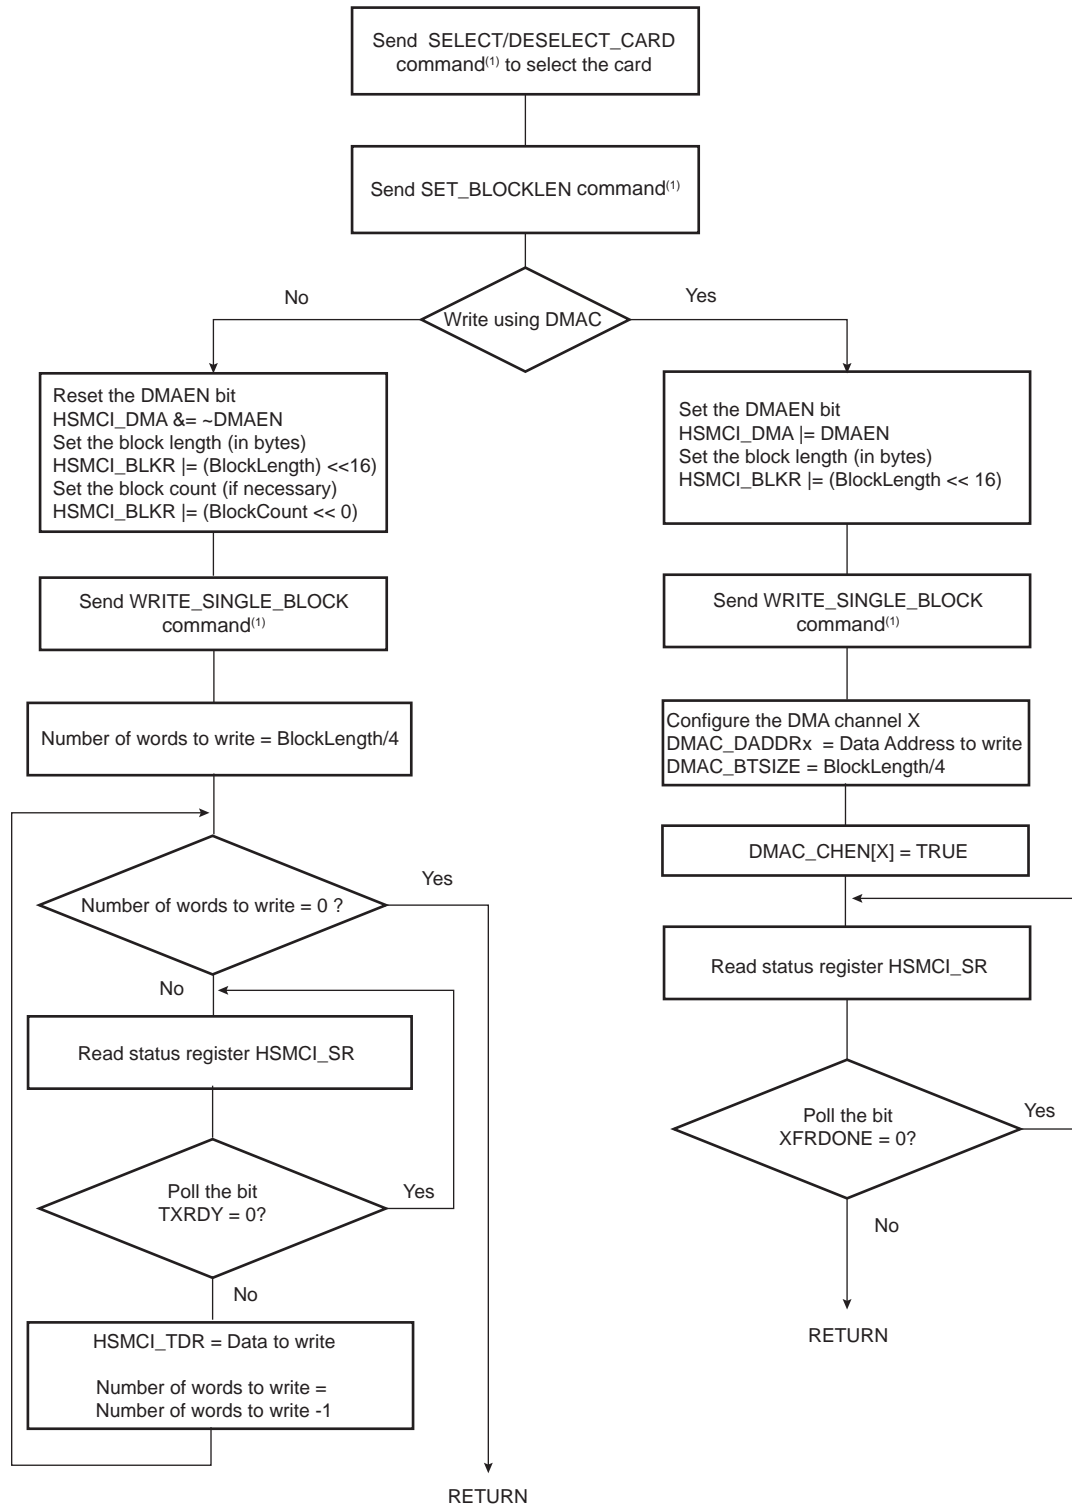 Send SELECT/DESELECT_CARD
command(1) to select the card
Send SET_BLOCKLEN command(1)
No
Yes
Write using DMAC
Reset the DMAEN bit
HSMCI_DMA &= ~DMAEN
Set the block length (in bytes)
HSMCI_BLKR |= (BlockLength) <<16)
Set the block count (if necessary)
HSMCI_BLKR |= (BlockCount << 0)
Send WRITE_SINGLE_BLOCK
command(1)
Number of words to write = BlockLength/4
Number of words to write = 0 ?
Yes
No
Read status register HSMCI_SR
Poll the bit
TXRDY = 0?
Yes
No
HSMCI_TDR = Data to write
Number of words to write =
Number of words to write -1
RETURN
Set the DMAEN bit
HSMCI_DMA |= DMAEN
Set the block length (in bytes)
HSMCI_BLKR |= (BlockLength << 16)
Send WRITE_SINGLE_BLOCK
command(1)
Configure the DMA channel X
DMAC_DADDRx = Data Address to write
DMAC_BTSIZE = BlockLength/4
DMAC_CHEN[X] = TRUE
Read status register HSMCI_SR
Poll the bit
XFRDONE = 0?
Yes
No
RETURN